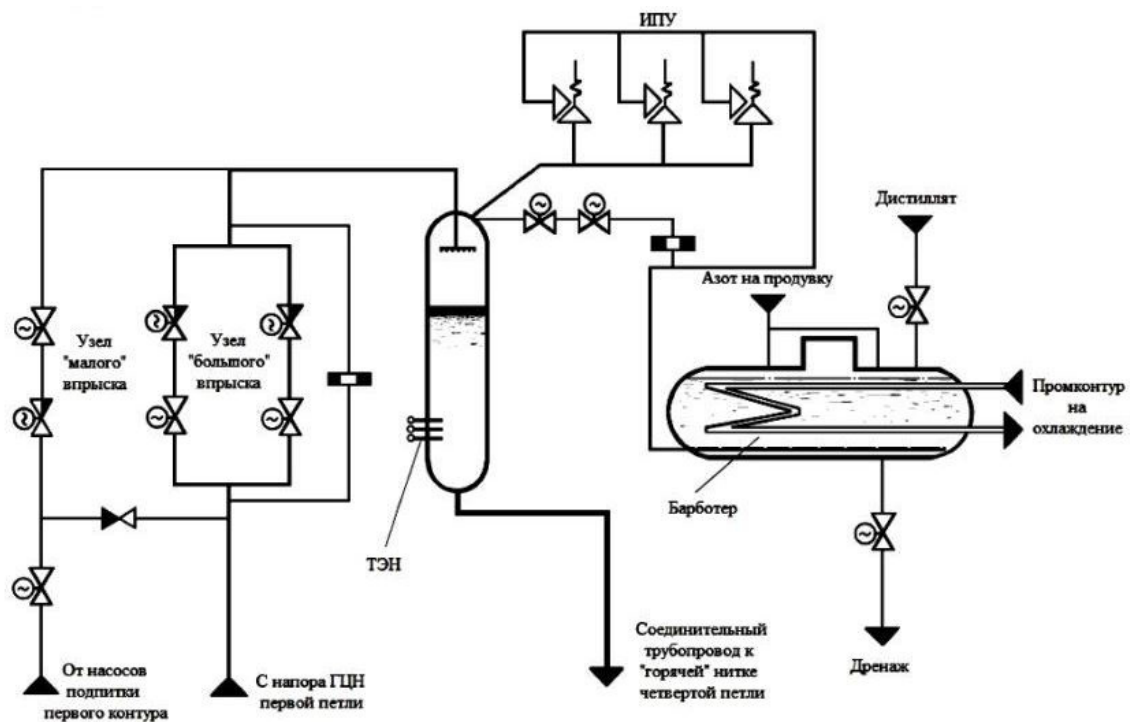 ИПУ
Дистиллят
Азот на продувку
Узел
"малого"
впрыска
Узел
"большого"
впрыска
Промконтур
на
охлаждение
Барботер
ТЭН
Соединительный
трубопровод к
"горячей" нитке
четвертой петли
Дренаж
От насосов
подпитки
первого контура
С напора ГЦН
первой петли